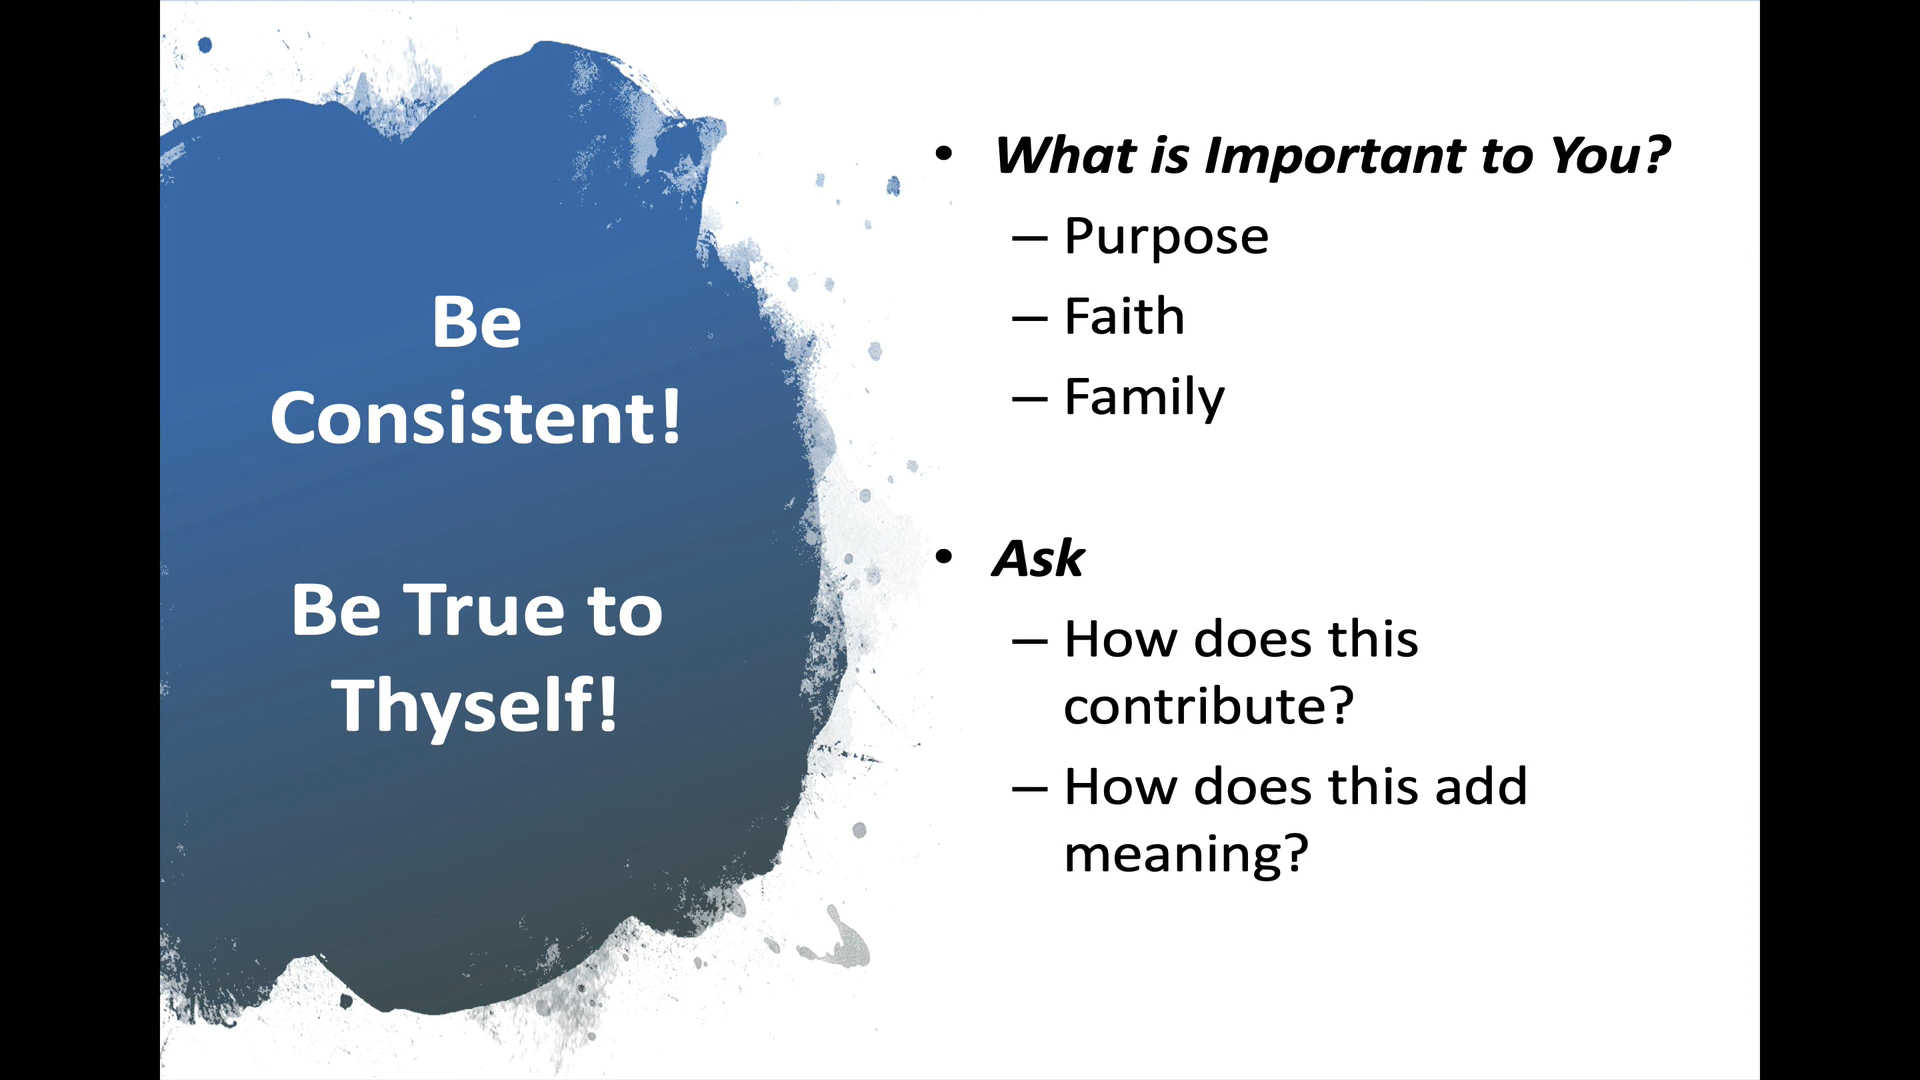 Be
Consistent!
Be True to
Thyself!
• What is Important to You?
– Purpose
– Faith
– Family
• Ask
– How does this
contribute?
– How does this add
meaning?